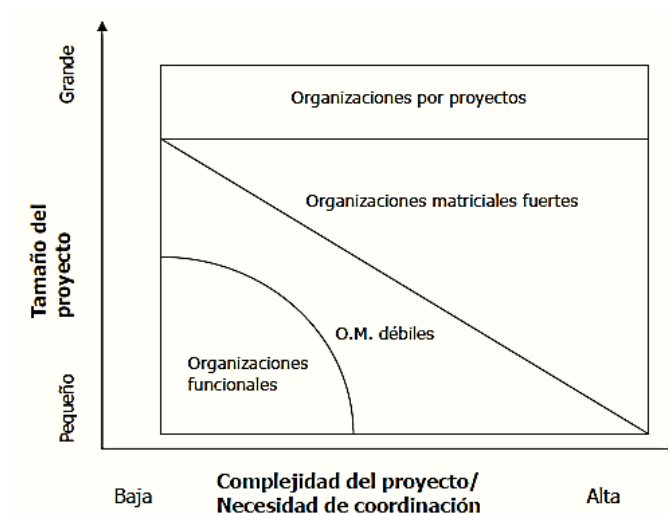 Grande
Organizaciones por proyectos
Organizaciones matriciales fuertes
Tamaño del
proyecto
O.M. débiles
Organizaciones
funcionales
Pequeño
Baja
Complejidad del proyecto/
Necesidad de coordinación
Alta